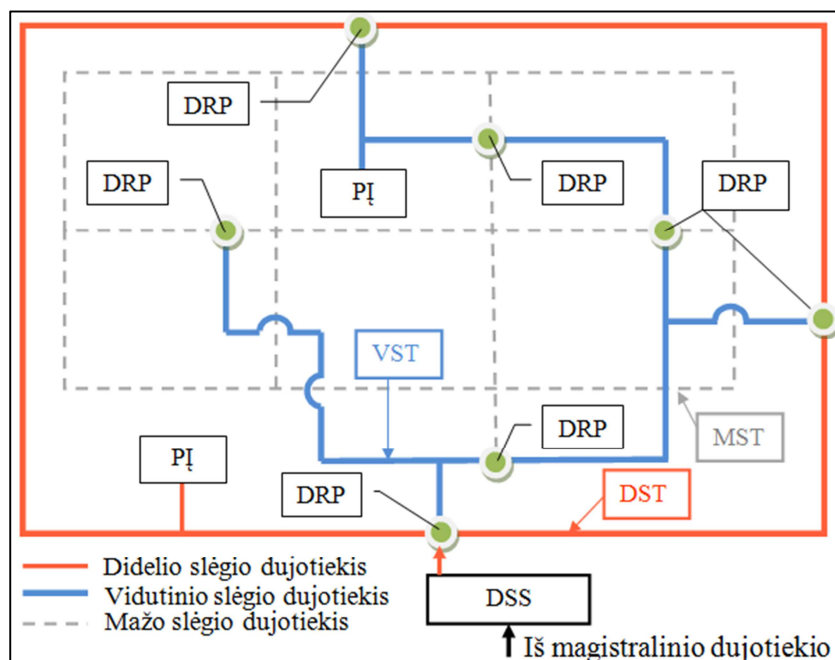 DRP
DRP
PĮ
DRP
DRP
VST
DRP
MST
PĮ
DRP
DST
Didelio slėgio dujotiekis
Vidutinio slėgio dujotiekis
Mažo slėgio dujotiekis
DSS
Iš magistralinio dujotiekio